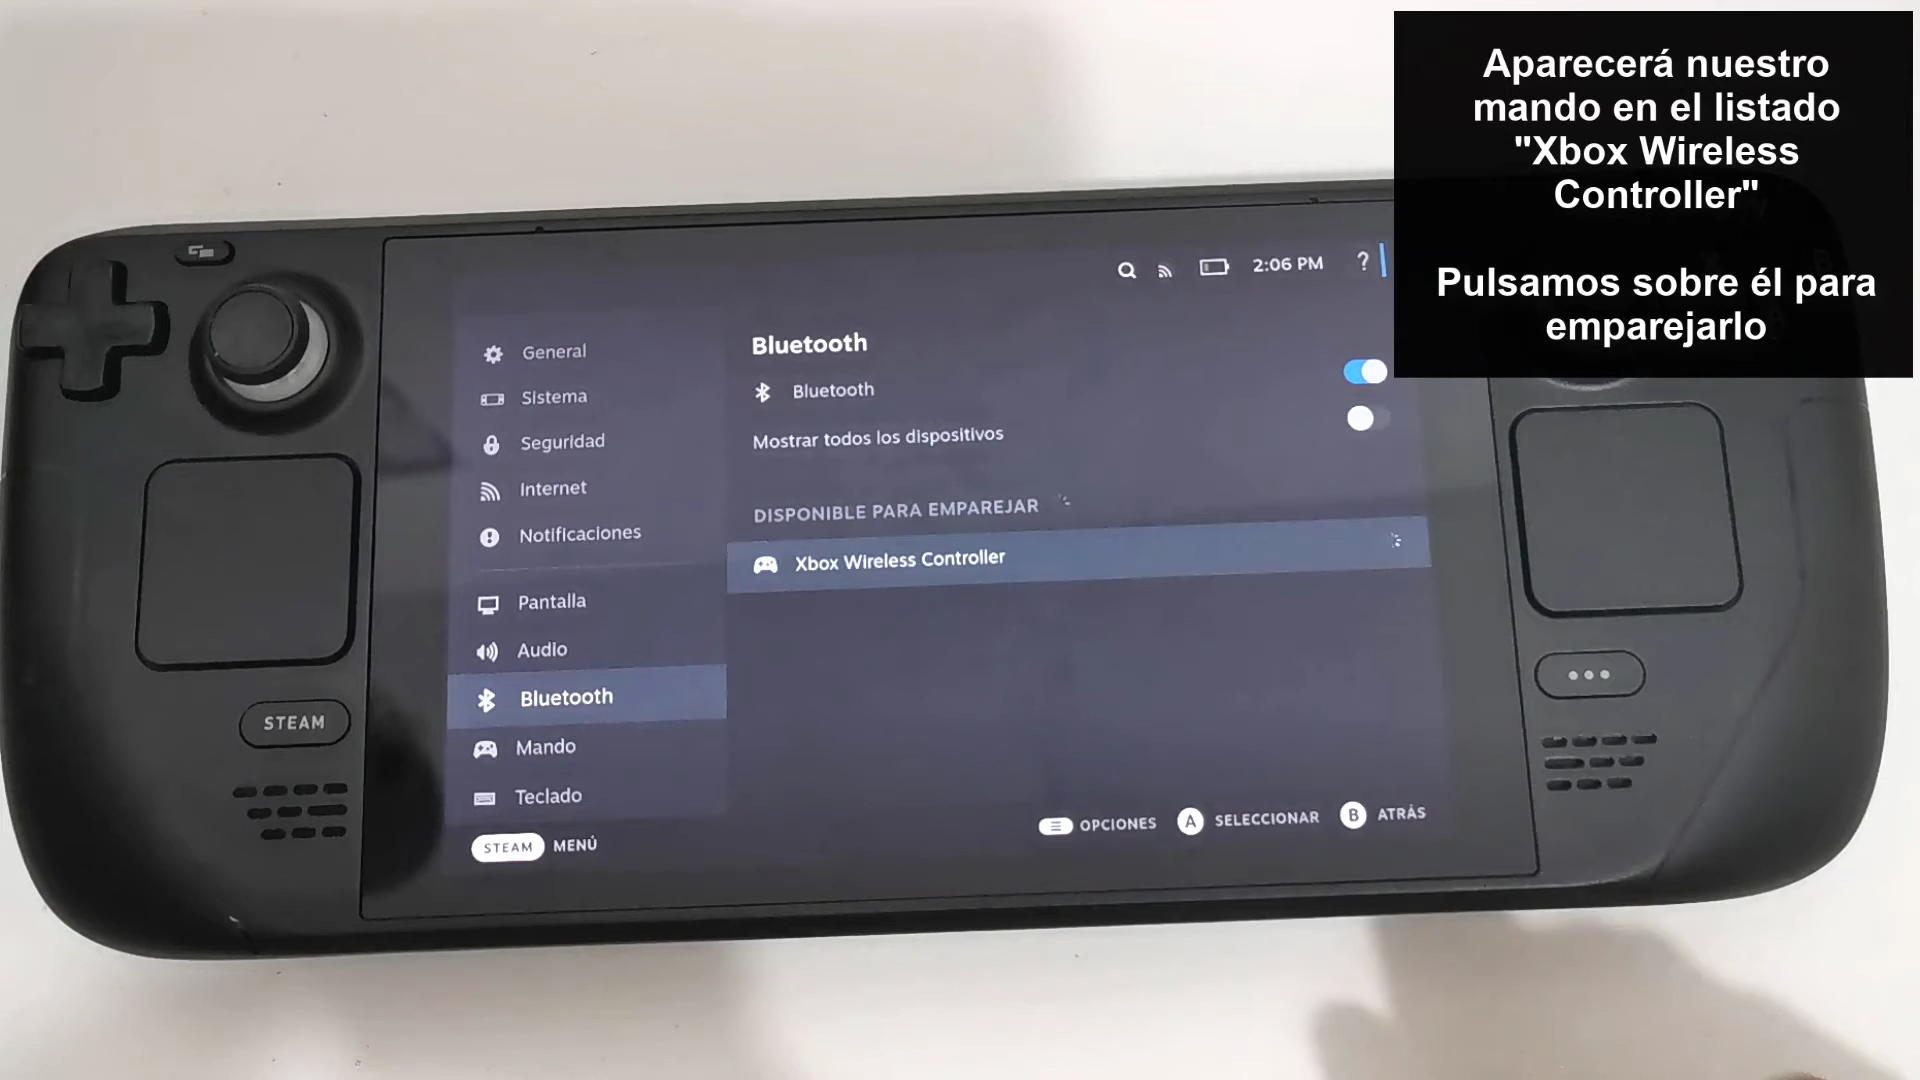 Aparecerá nuestro
mando en el listado
"Xbox Wireless
Controller"
Pulsamos sobre él para
emparejarlo
2:06 PM ?
General
Sistema
Seguridad
Internet
Notificaciones
Pantalla
Audio
Bluetooth
Mando
Teclado
Bluetooth
Bluetooth
Mostrar todos los dispositivos
DISPONIBLE PARA EMPAREJAR
Xbox Wireless Controller
STEAM MENÚ
OPCIONES A SELECCIONAR B ATRÁS
STEAM